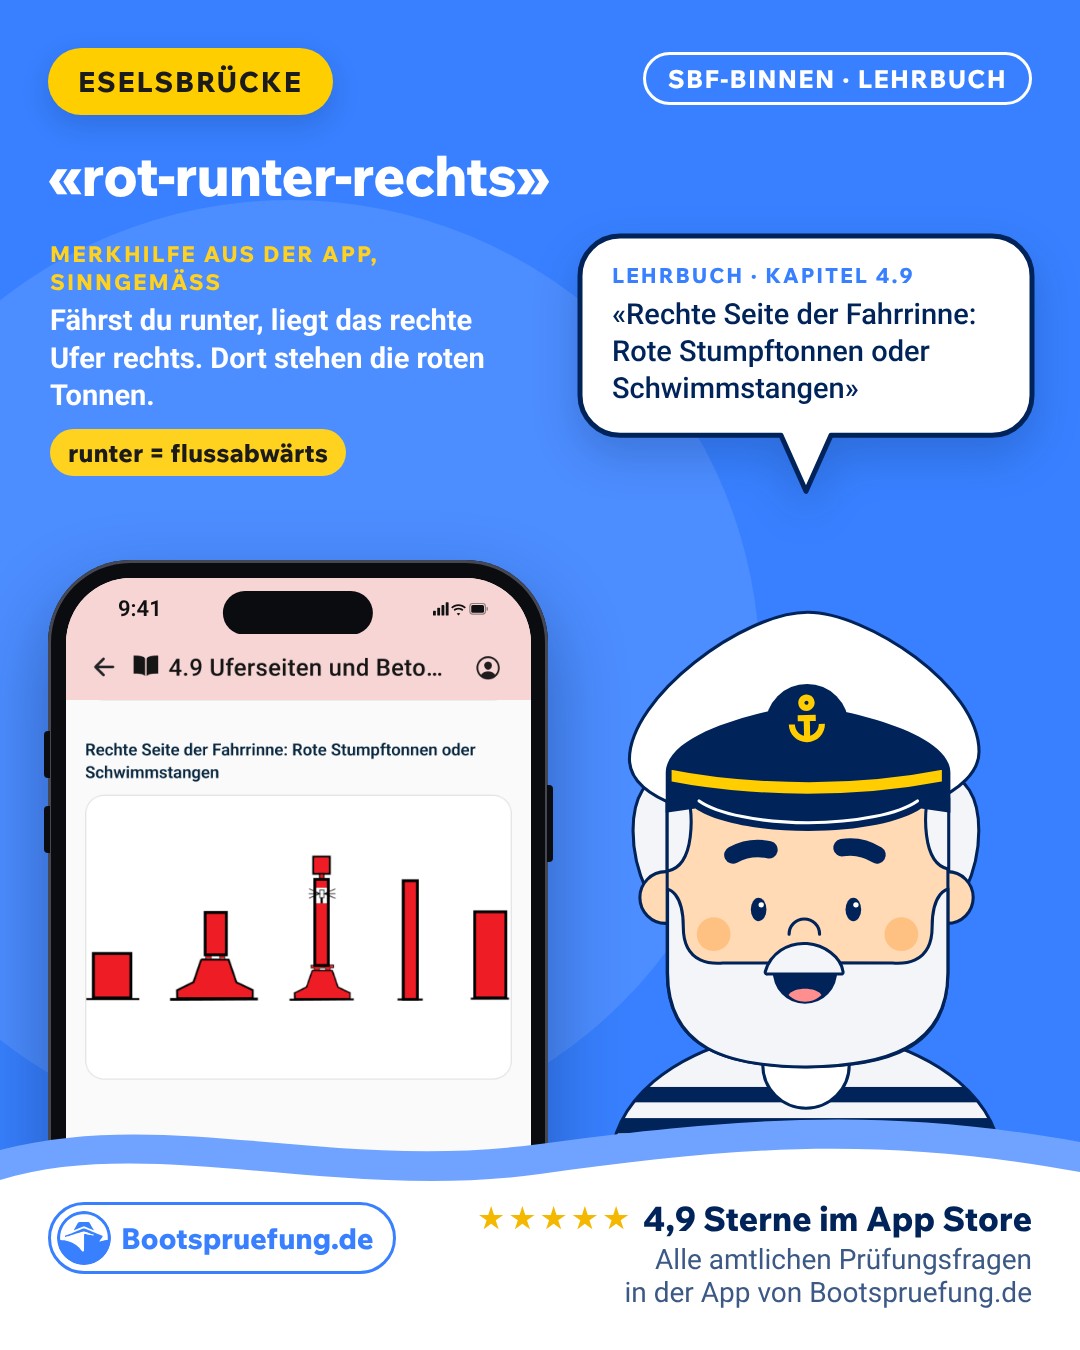 ESELSBRÜCKE
SBF-BINNEN · LEHRBUCH
«rot-runter-rechts»
MERKHILFE AUS DER APP,
SINNGEMÄSS
Fährst du runter, liegt das rechte
Ufer rechts. Dort stehen die roten
Tonnen.
runter = flussabwärts
LEHRBUCH · KAPITEL 4.9
«Rechte Seite der Fahrrinne:
Rote Stumpftonnen oder
Schwimmstangen»
9:41
4.9 Uferseiten und Beto...
Rechte Seite der Fahrrinne: Rote Stumpftonnen oder
Schwimmstangen
Bootspruefung.de
★★★★★ 4,9 Sterne im App Store
Alle amtlichen Prüfungsfragen
in der App von Bootspruefung.de